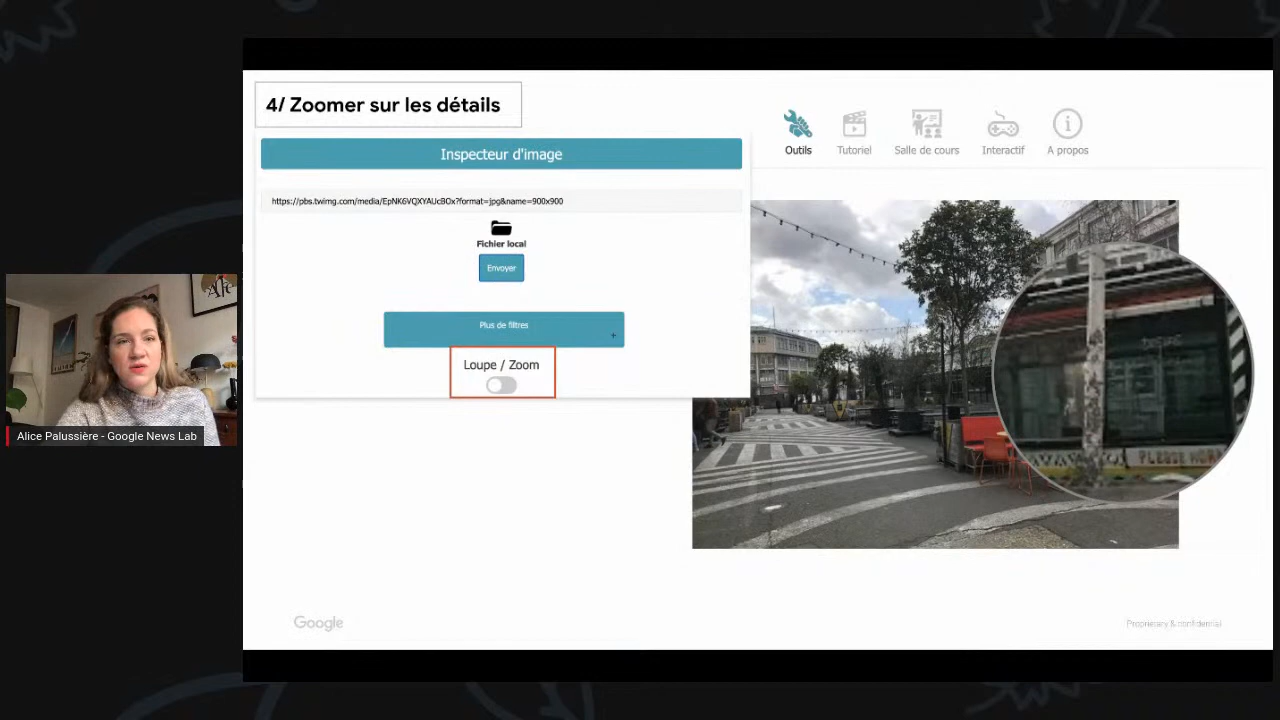 4/ Zoomer sur les détails
Inspecteur d'image
https://pbs.twimg.com/media/EpNK6VQXYAUcBOx?format=jpg&name=900x900
Fichier local
Envoyer
Plus de filtres
+
Loupe / Zoom
Outils
Tutoriel
Salle de cours
Interactif
A propos
PLEASE
Alice Palussière - Google News Lab
Google
Proprietary & confidential